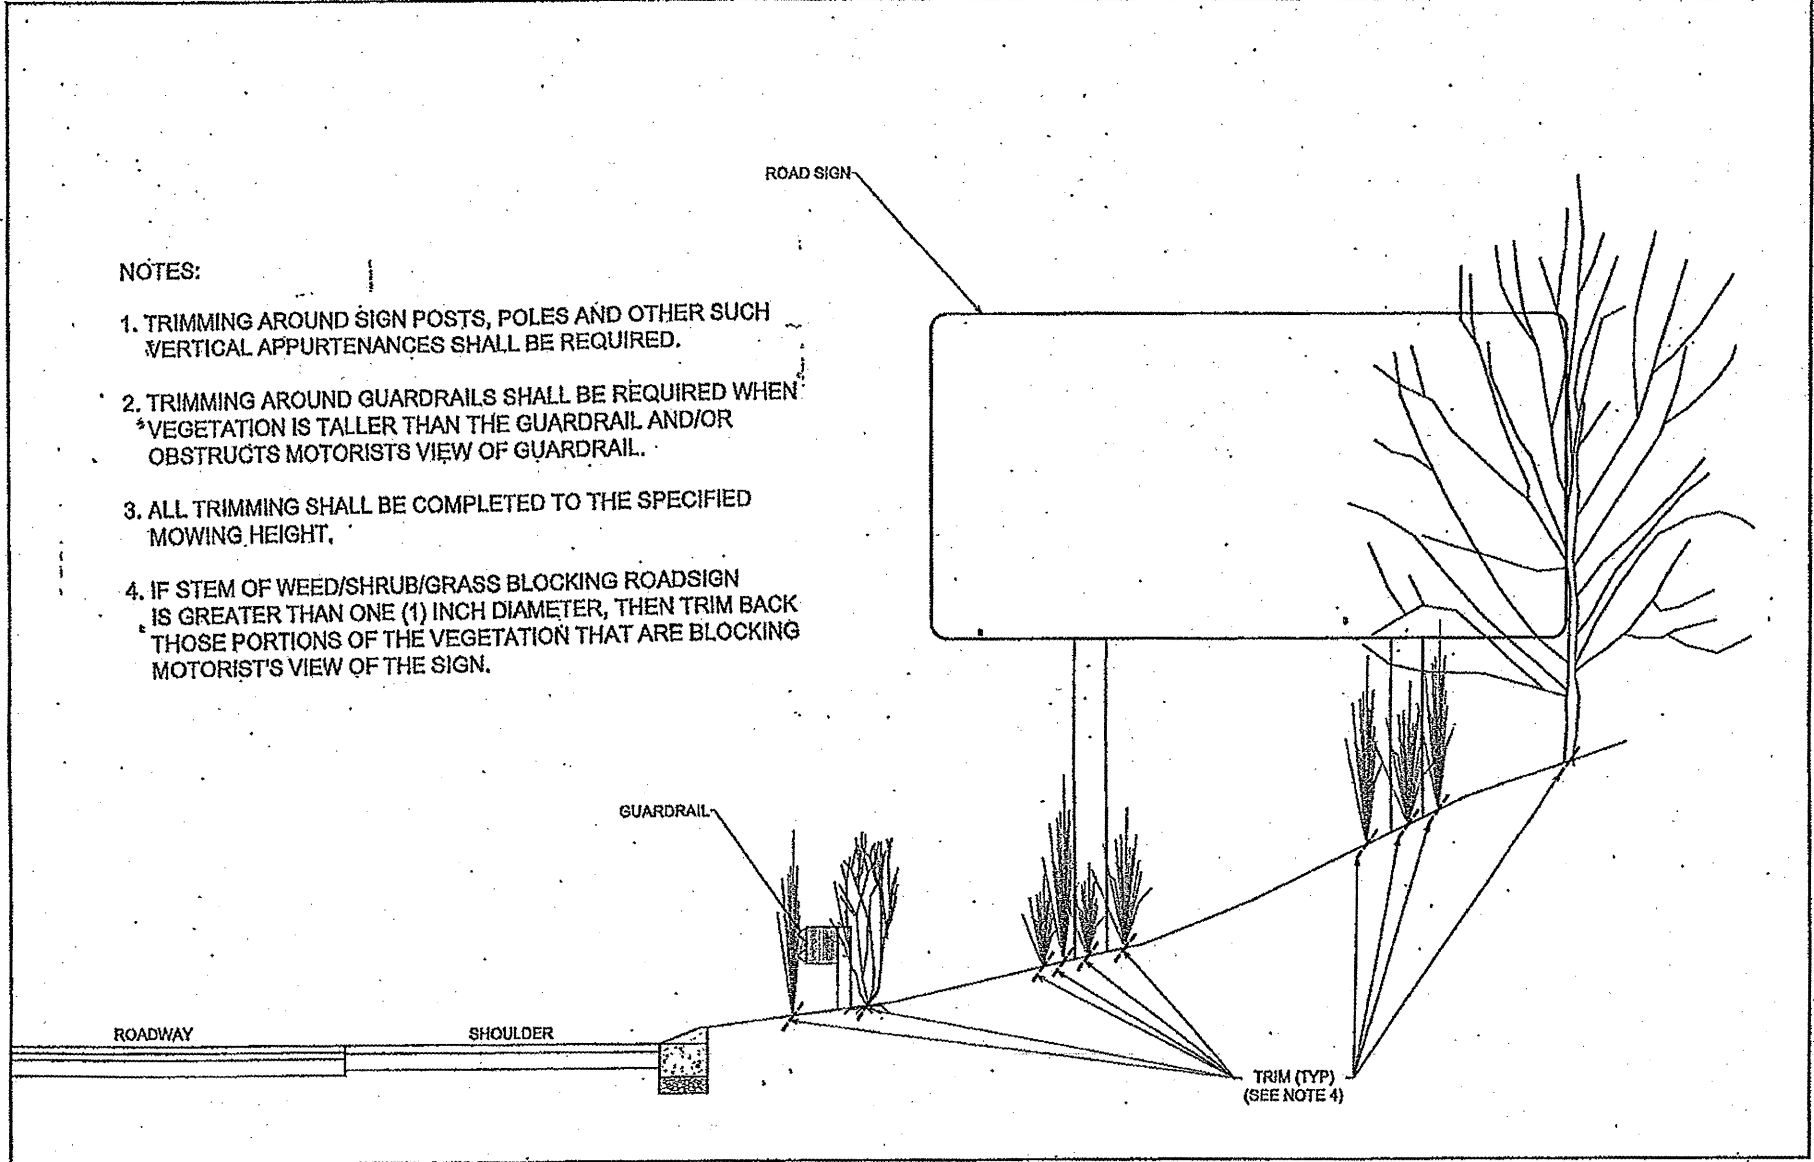 ROAD SIGN
NOTES:
1. TRIMMING AROUND SIGN POSTS, POLES AND OTHER SUCH
VERTICAL APPURTENANCES SHALL BE REQUIRED.
2. TRIMMING AROUND GUARDRAILS SHALL BE REQUIRED WHEN
VEGETATION IS TALLER THAN THE GUARDRAIL AND/OR
OBSTRUCTS MOTORISTS VIEW OF GUARDRAIL.
3. ALL TRIMMING SHALL BE COMPLETED TO THE SPECIFIED
MOWING HEIGHT.
4. IF STEM OF WEED/SHRUB/GRASS BLOCKING ROADSIGN
IS GREATER THAN ONE (1) INCH DIAMETER, THEN TRIM BACK
THOSE PORTIONS OF THE VEGETATION THAT ARE BLOCKING
MOTORIST'S VIEW OF THE SIGN.
GUARDRAIL
ROADWAY
SHOULDER
TRIM (TYP)
(SEE NOTE 4)